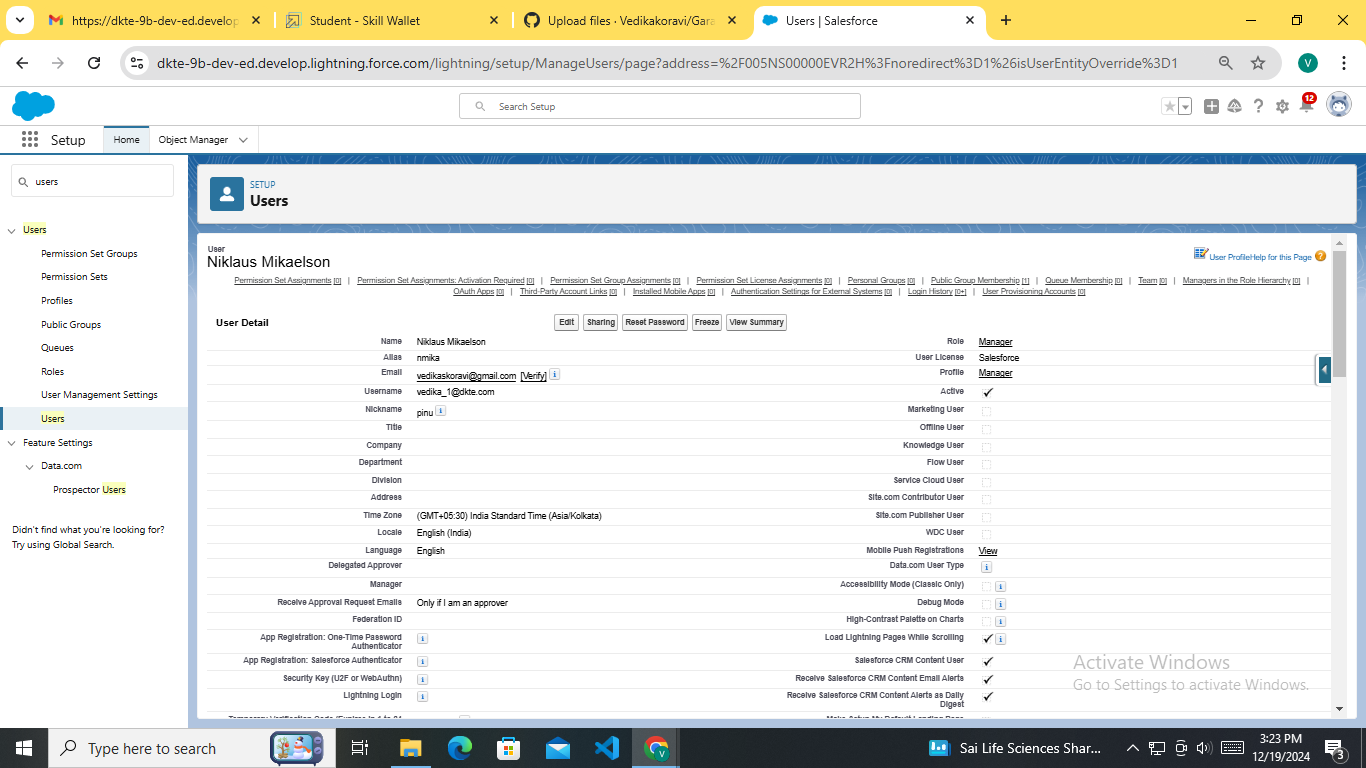 https://dkte-9b-dev-ed.develop
Student - Skill Wallet
Upload files · Vedikakoravi/Gara
Users | Salesforce
dkte-9b-dev-ed.develop.lightning.force.com/lightning/setup/ManageUsers/page?address=%2F005NS00000EVR2H%3Fnoredirect%3D1%26isUserEntityOverride%3D1
V
Search Setup
12
Setup
Home
Object Manager
users
Users
Permission Set Groups
Permission Sets
Profiles
Public Groups
Queues
Roles
User Management Settings
Users
Feature Settings
Data.com
Prospector Users
Didn't find what you're looking for?
Try using Global Search.
SETUP
Users
User
Niklaus Mikaelson
User Profile Help for this Page
Permission Set Assignments [0] | Permission Set Assignments: Activation Required [0] | Permission Set Group Assignments [0] | Permission Set License Assignments [0] | Personal Groups [0] | Public Group Membership [1] | Queue Membership [0] | Team [0] | Managers in the Role Hierarchy [0] |
OAuth Apps [0] | Third-Party Account Links [0] | Installed Mobile Apps [0] | Authentication Settings for External Systems [0] | Login History [0+] | User Provisioning Accounts [0]
User Detail
Edit Sharing Reset Password Freeze View Summary
Name Niklaus Mikaelson Role Manager
Alias nmika User License Salesforce
Email vedikaskoravi@gmail.com [Verify] Profile Manager
Username vedika_1@dkte.com Active
Nickname pinu Marketing User
Title Offline User
Company Knowledge User
Department Flow User
Division Service Cloud User
Address Site.com Contributor User
Time Zone (GMT+05:30) India Standard Time (Asia/Kolkata) Site.com Publisher User
Locale English (India) WDC User
Language English Mobile Push Registrations View
Delegated Approver Data.com User Type
Manager Accessibility Mode (Classic Only)
Receive Approval Request Emails Only if I am an approver Debug Mode
Federation ID High-Contrast Palette on Charts
App Registration: One-Time Password Load Lightning Pages While Scrolling
Authenticator
App Registration: Salesforce Authenticator Salesforce CRM Content User
Security Key (U2F or WebAuthn) Receive Salesforce CRM Content Email Alerts
Lightning Login Receive Salesforce CRM Content Alerts as Daily
Digest
Activate Windows
Go to Settings to activate Windows.
Type here to search
Sai Life Sciences Shar...
3:23 PM
12/19/2024
3